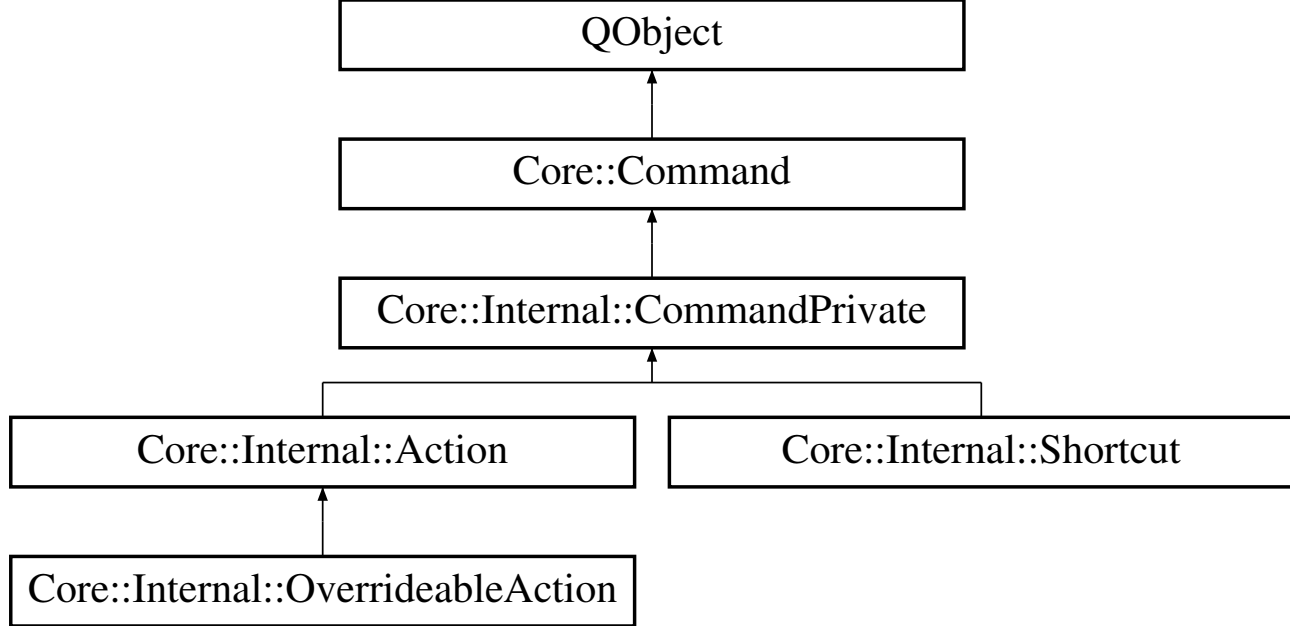 QObject
Core::Command
Core::Internal::CommandPrivate
Core::Internal::Action
Core::Internal::Shortcut
Core::Internal::OverrideableAction